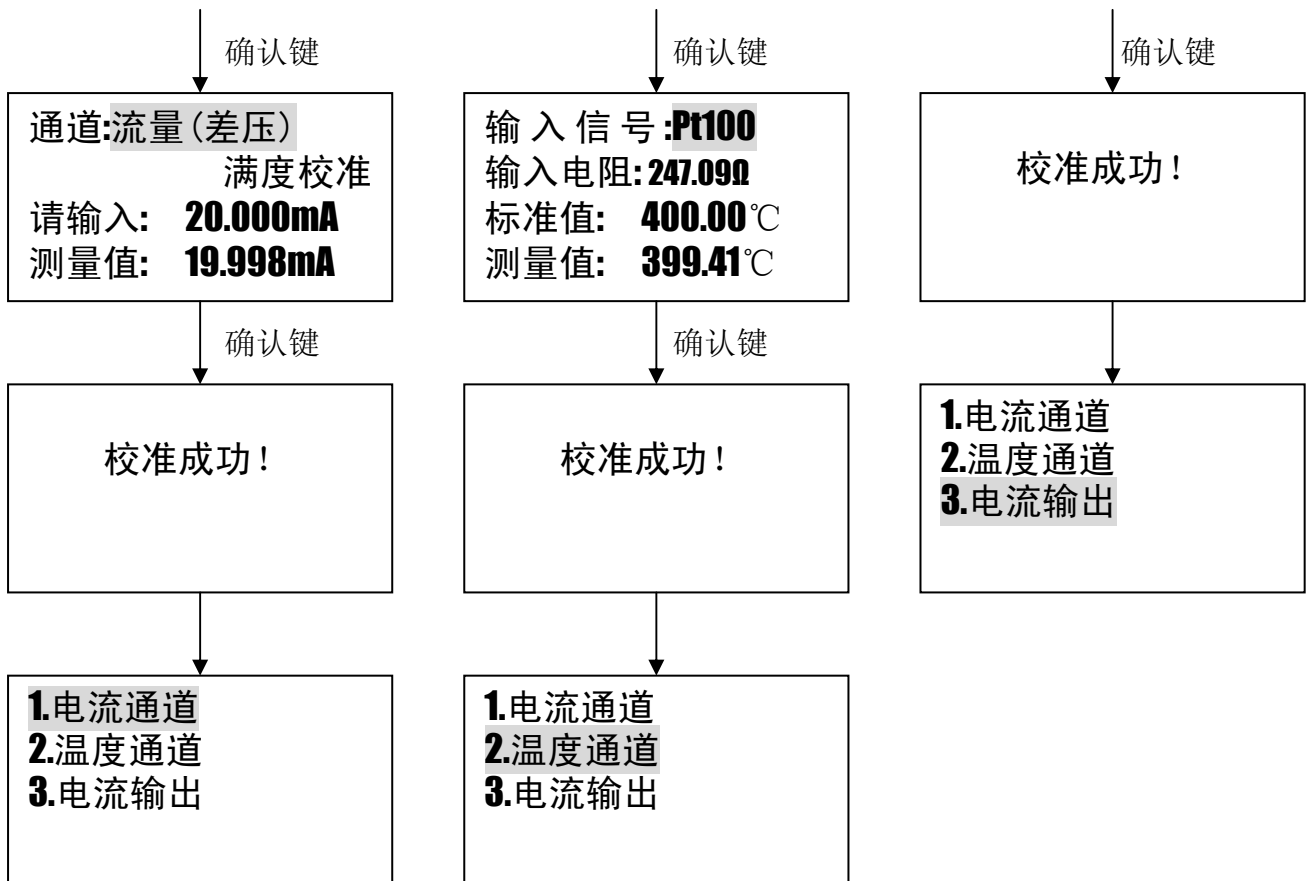 确认键
通道:流量(差压)
满度校准
请输入: 20.000mA
测量值: 19.998mA
确认键
校准成功!
1.电流通道
2.温度通道
3.电流输出
确认键
输入信号:Pt100
输入电阻:247.09Ω
标准值: 400.00℃
测量值: 399.41℃
确认键
校准成功!
1.电流通道
2.温度通道
3.电流输出
确认键
校准成功!
1.电流通道
2.温度通道
3.电流输出